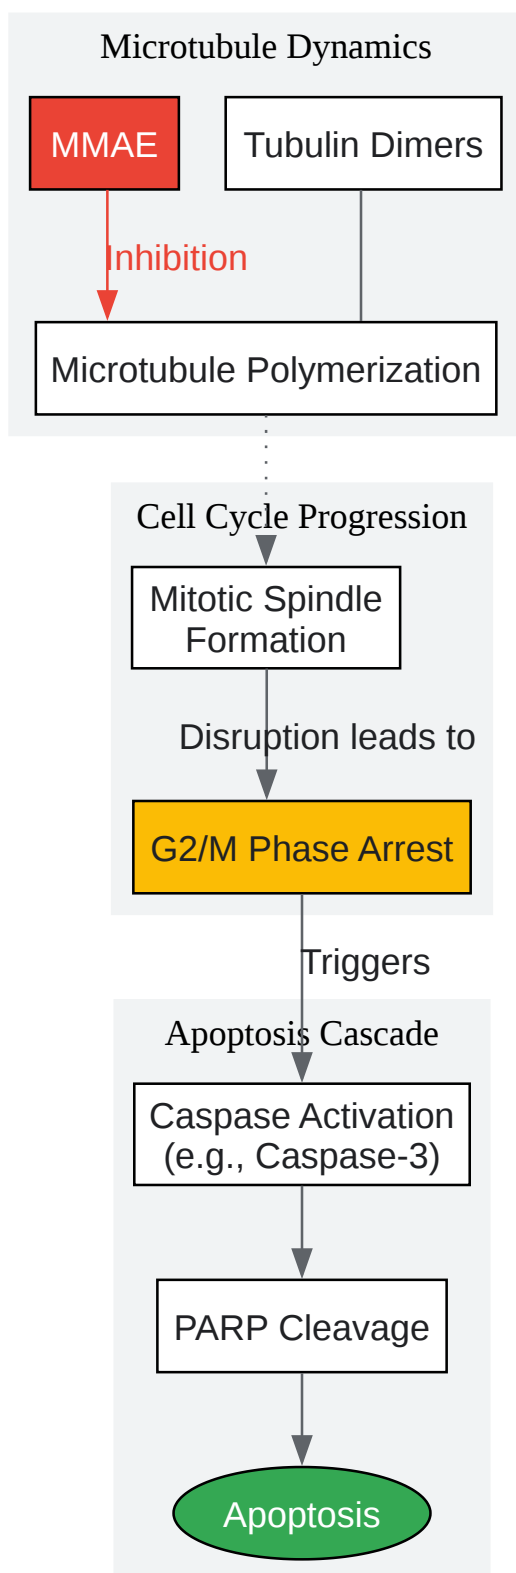 Microtubule Dynamics
MMAE
Tubulin Dimers
Inhibition
Microtubule Polymerization
Cell Cycle Progression
Mitotic Spindle
Formation
Disruption leads to
G2/M Phase Arrest
Triggers
Apoptosis Cascade
Caspase Activation
(e.g., Caspase-3)
PARP Cleavage
Apoptosis